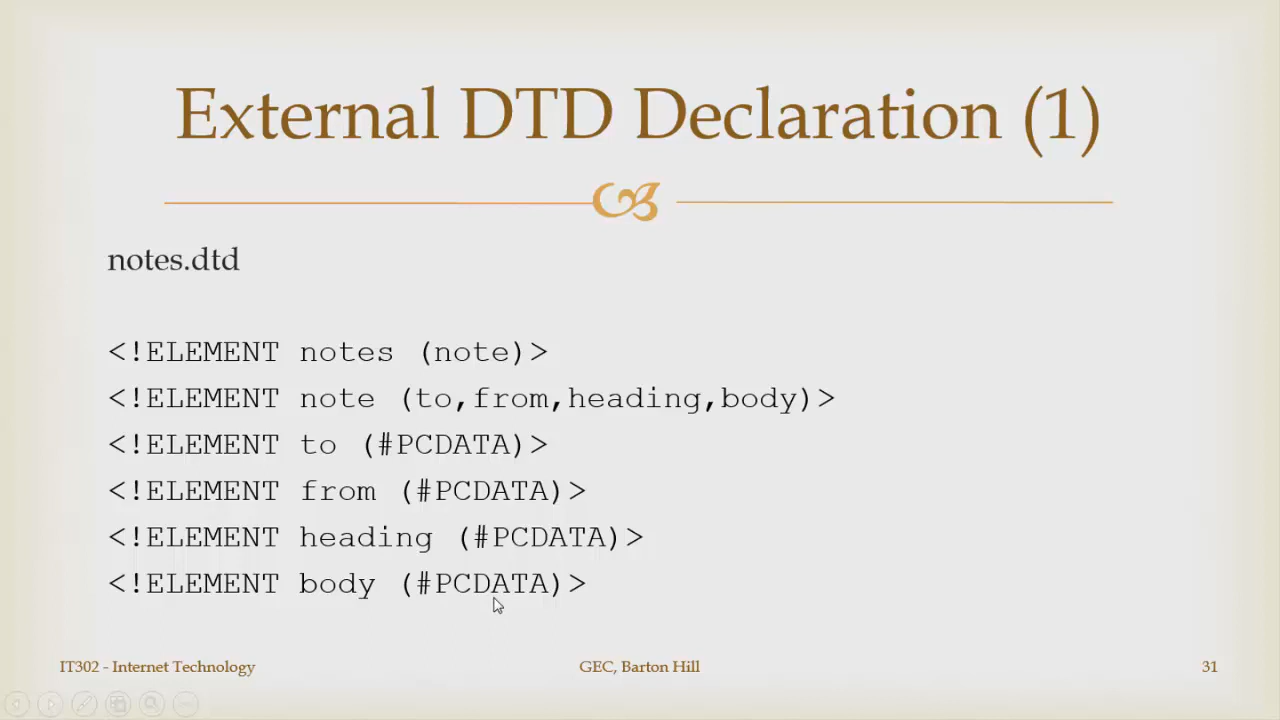 External DTD Declaration (1)
notes.dtd
<!ELEMENT notes (note)>
<!ELEMENT note (to,from,heading,body)>
<!ELEMENT to (#PCDATA)>
<!ELEMENT from (#PCDATA)>
<!ELEMENT heading (#PCDATA)>
<!ELEMENT body (#PCDATA)>
IT302 - Internet Technology
GEC, Barton Hill
31